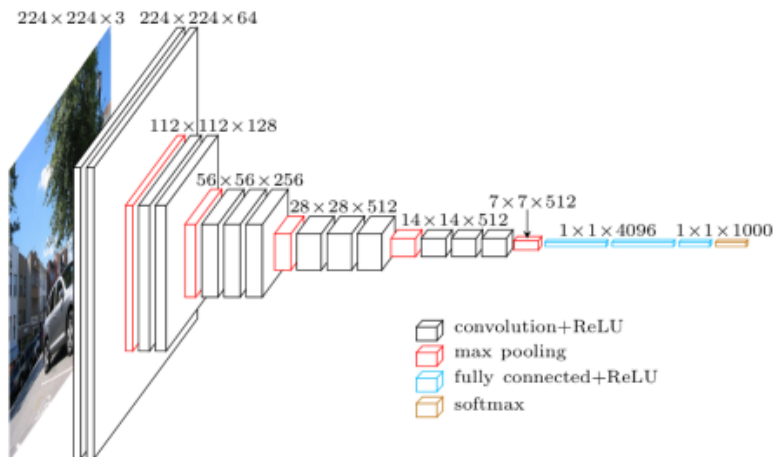 224×224×3
224×224×64
112×112×128
56×56×256
28×28×512
14×14×512
7×7×512
1×1×4096
1×1×1000
convolution+ReLU
max pooling
fully connected+ReLU
softmax